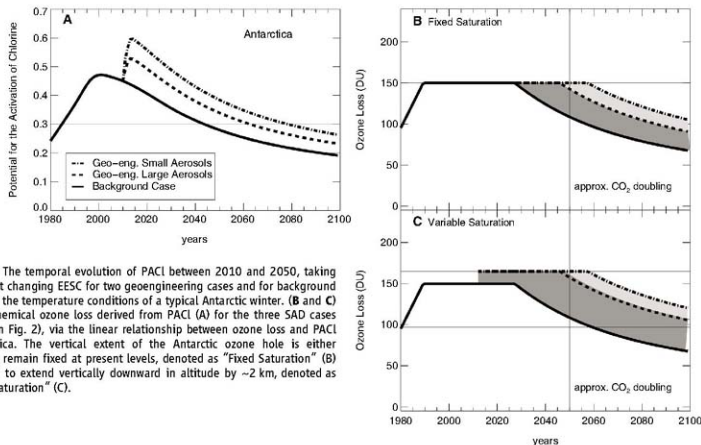 A
Antarctica
Potential for the Activation of Chlorine
0.7
0.6
0.5
0.4
0.3
0.2
0.1
0.0
Geo-eng. Small Aerosols
Geo-eng. Large Aerosols
Background Case
1980 2000 2020 2040 2060 2080 2100
years
B Fixed Saturation
Ozone Loss (DU)
200
150
100
50
0
approx. CO2 doubling
C Variable Saturation
Ozone Loss (DU)
200
150
100
50
0
approx. CO2 doubling
1980 2000 2020 2040 2060 2080 2100
years
The temporal evolution of PACl between 2010 and 2050, taking
t changing EESC for two geoengineering cases and for background
the temperature conditions of a typical Antarctic winter. (B and C)
emical ozone loss derived from PACl (A) for the three SAD cases
m Fig. 2), via the linear relationship between ozone loss and PACl
ica. The vertical extent of the Antarctic ozone hole is either
remain fixed at present levels, denoted as "Fixed Saturation" (B)
to extend vertically downward in altitude by ~2 km, denoted as
aturation" (C).